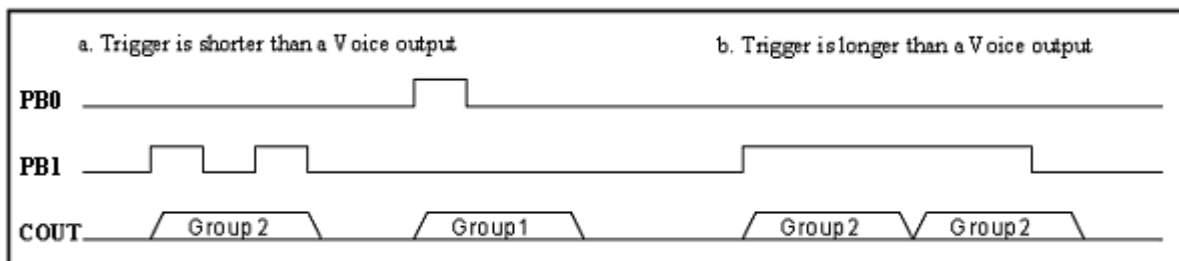 a. Trigger is shorter than a Voice output
b. Trigger is longer than a Voice output
PB0
PB1
COUT
Group 2
Group1
Group2
Group2